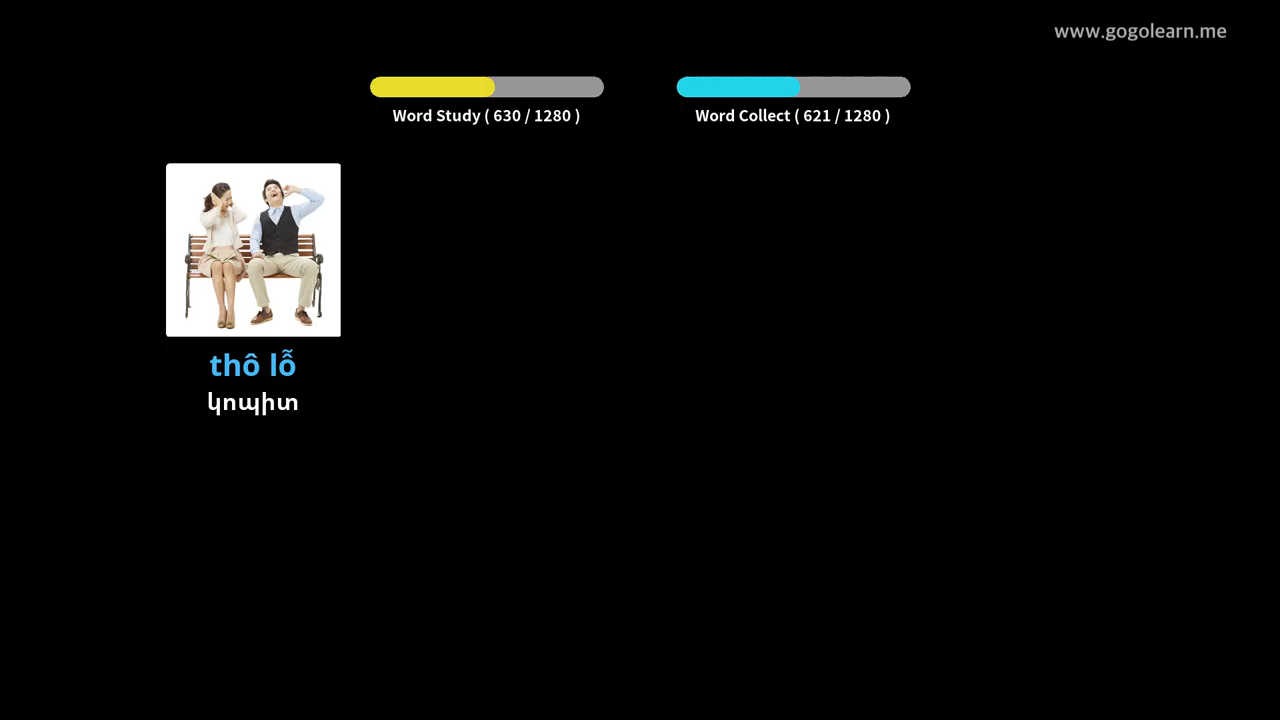 www.gogolearn.me
Word Study ( 630 / 1280 )
Word Collect ( 621 / 1280 )
thô lỗ
կոպիտ